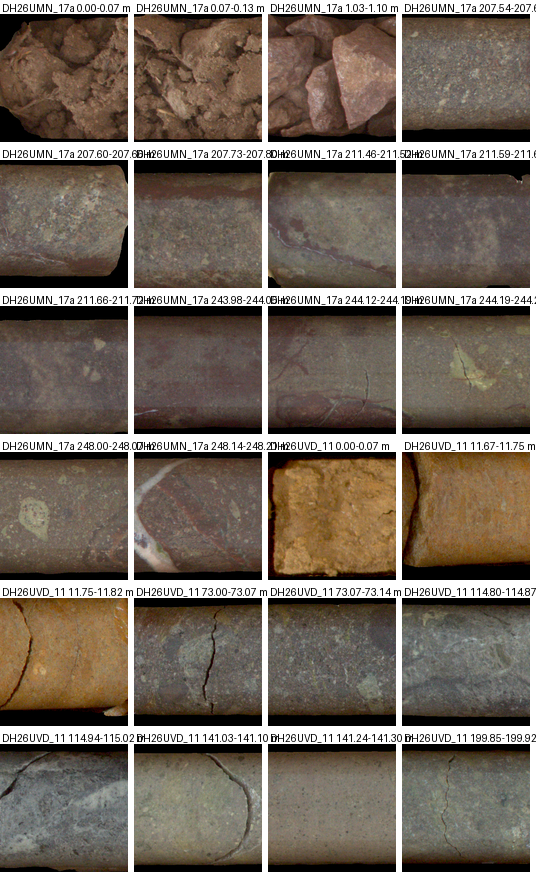 DH26UMN_17a 0.00-0.07 m
DH26UMN_17a 0.07-0.13 m
DH26UMN_17a 1.03-1.10 m
DH26UMN_17a 207.54-207.6
DH26UMN_17a 207.60-207.6
DH26UMN_17a 207.73-207.8
DH26UMN_17a 211.46-211.5
DH26UMN_17a 211.59-211.6
DH26UMN_17a 211.66-211.72 m
DH26UMN_17a 243.98-244.0
DH26UMN_17a 244.12-244.1
DH26UMN_17a 244.19-244.2
DH26UMN_17a 248.00-248.0
DH26UMN_17a 248.14-248.2
DH26UVD_11 0.00-0.07 m
DH26UVD_11 11.67-11.75 m
DH26UVD_11 11.75-11.82 m
DH26UVD_11 73.00-73.07 m
DH26UVD_11 73.07-73.14 m
DH26UVD_11 114.80-114.87
DH26UVD_11 114.94-115.02 m
DH26UVD_11 141.03-141.10 m
DH26UVD_11 141.24-141.30 m
DH26UVD_11 199.85-199.92